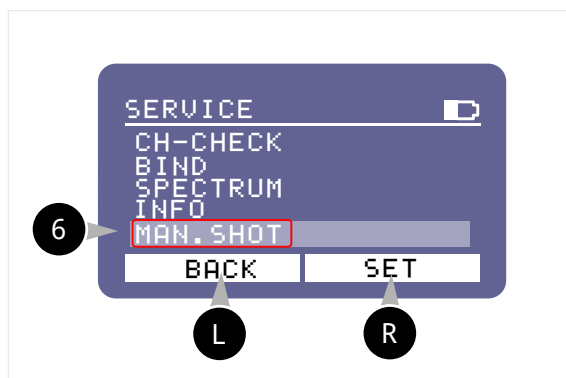 SERVICE
CH-CHECK
BIND
SPECTRUM
INFO
6 MAN.SHOT
BACK SET
L R